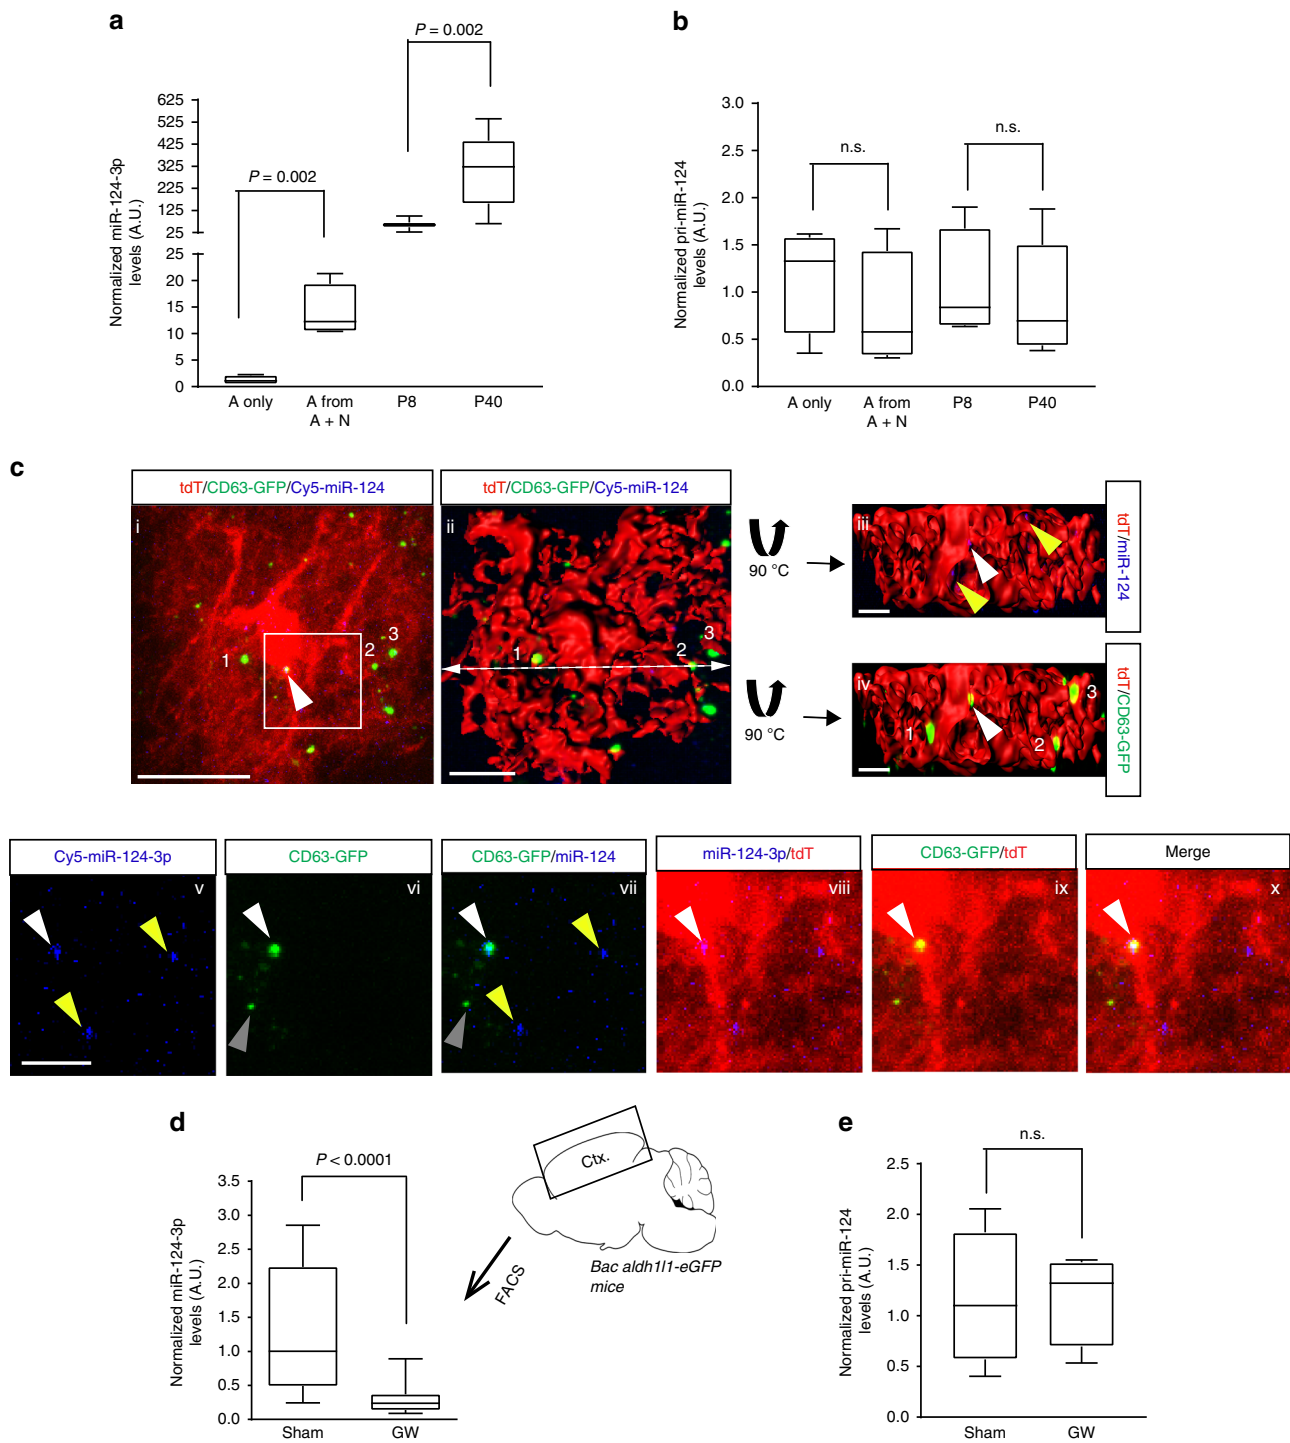 a
P = 0.002
P = 0.002
Normalized miR-124-3p
levels (A.U.)
625
525
425
325
225
125
25
25
20
15
10
5
0
A only
A from
A + N
P8
P40
b
n.s.
n.s.
Normalized pri-miR-124
levels (A.U.)
3.0
2.5
2.0
1.5
1.0
0.5
0.0
A only
A from
A + N
P8
P40
c
tdT/CD63-GFP/Cy5-miR-124
i
1
2
3
tdT/CD63-GFP/Cy5-miR-124
ii
1
2
3
90 °C
90 °C
iii
tdT/miR-124
iv
1
2
3
tdT/CD63-GFP
Cy5-miR-124-3p
v
CD63-GFP
vi
CD63-GFP/miR-124
vii
miR-124-3p/tdT
viii
CD63-GFP/tdT
ix
Merge
x
d
P < 0.0001
Normalized miR-124-3p
levels (A.U.)
3.5
3.0
2.5
2.0
1.5
1.0
0.5
0.0
Sham
GW
Ctx.
FACS
Bac aldh1l1-eGFP
mice
e
n.s.
Normalized pri-miR-124
levels (A.U.)
2.5
2.0
1.5
1.0
0.5
0.0
Sham
GW